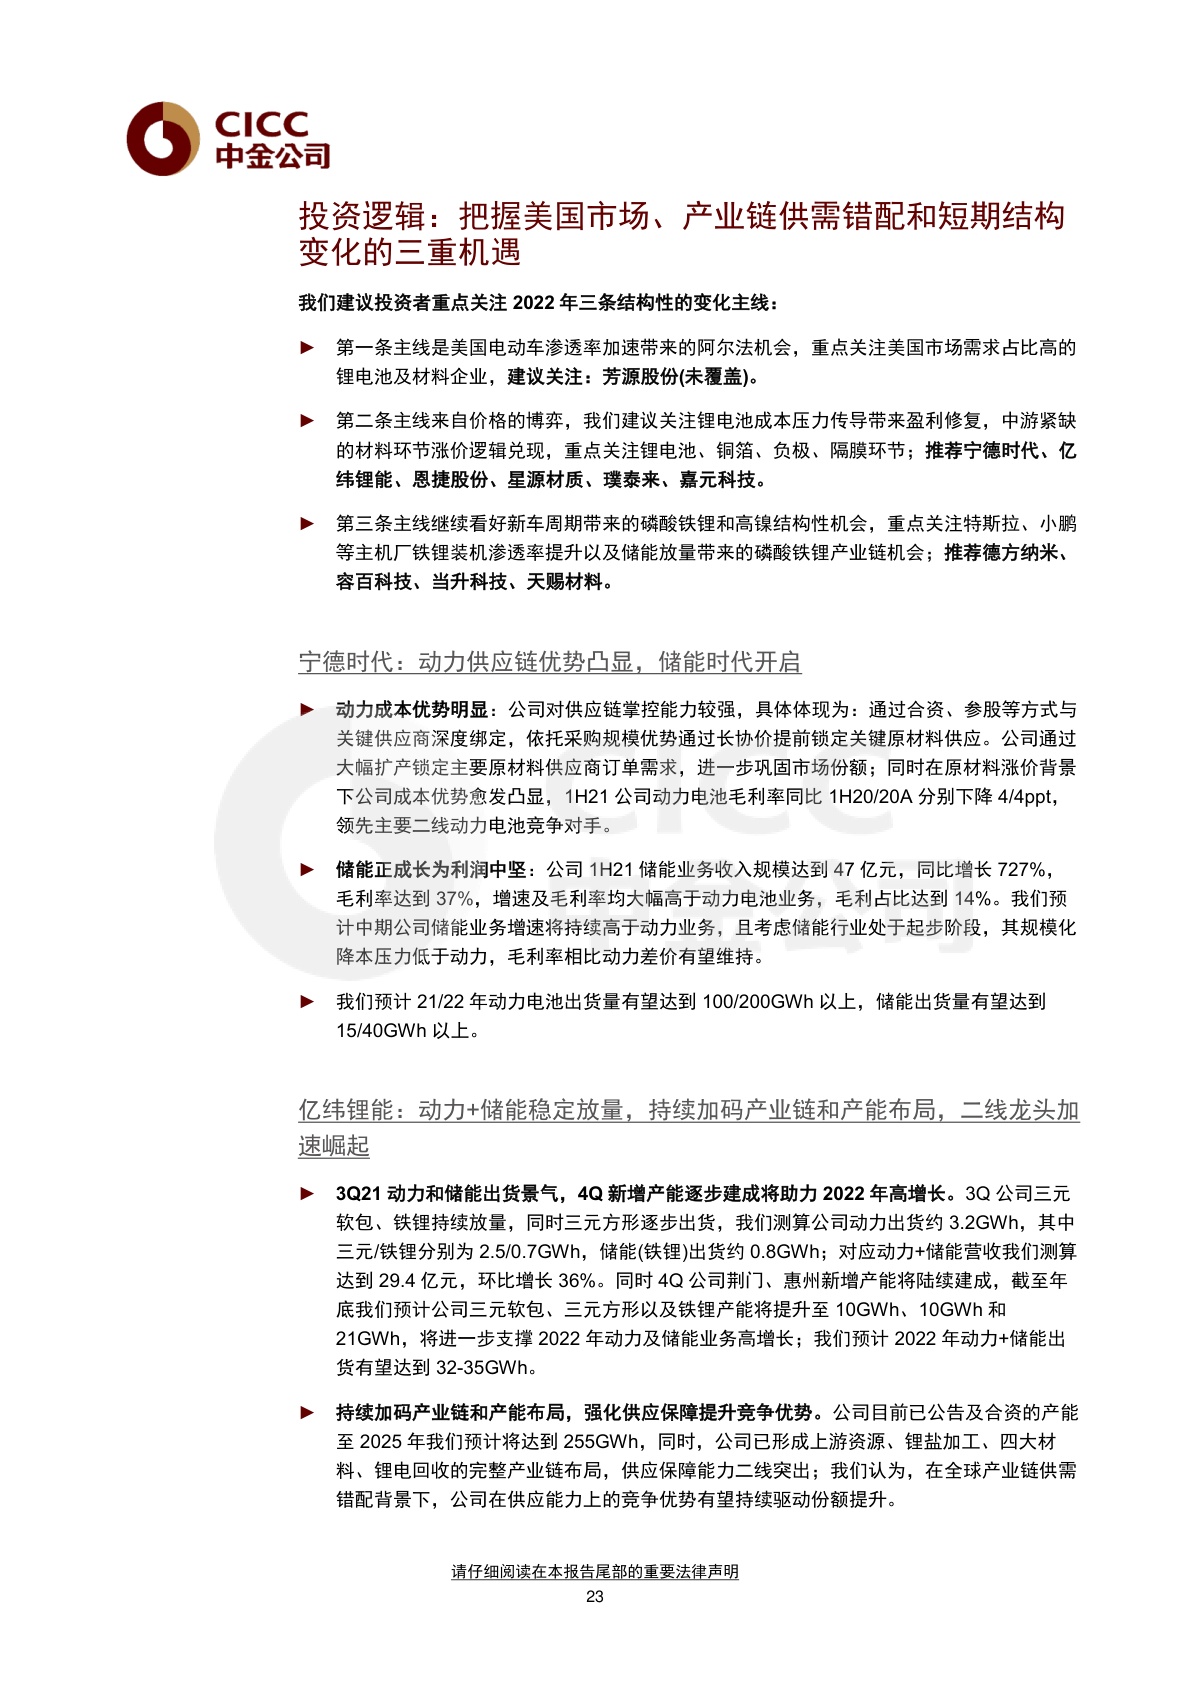 CICC
中金公司
投资逻辑：把握美国市场、产业链供需错配和短期结构
变化的三重机遇
我们建议投资者重点关注 2022 年三条结构性的变化主线：
► 第一条主线是美国电动车渗透率加速带来的阿尔法机会，重点关注美国市场需求占比高的
锂电池及材料企业，建议关注：芳源股份(未覆盖)。
► 第二条主线来自价格的博弈，我们建议关注锂电池成本压力传导带来盈利修复，中游紧缺
的材料环节涨价逻辑兑现，重点关注锂电池、铜箔、负极、隔膜环节；推荐宁德时代、亿
纬锂能、恩捷股份、星源材质、璞泰来、嘉元科技。
► 第三条主线继续看好新车周期带来的磷酸铁锂和高镍结构性机会，重点关注特斯拉、小鹏
等主机厂铁锂装机渗透率提升以及储能放量带来的磷酸铁锂产业链机会；推荐德方纳米、
容百科技、当升科技、天赐材料。
宁德时代：动力供应链优势凸显，储能时代开启
► 动力成本优势明显：公司对供应链掌控能力较强，具体体现为：通过合资、参股等方式与
关键供应商深度绑定，依托采购规模优势通过长协价提前锁定关键原材料供应。公司通过
大幅扩产锁定主要原材料供应商订单需求，进一步巩固市场份额；同时在原材料涨价背景
下公司成本优势愈发凸显，1H21 公司动力电池毛利率同比 1H20/20A 分别下降 4/4ppt，
领先主要二线动力电池竞争对手。
► 储能正成长为利润中坚：公司 1H21 储能业务收入规模达到 47 亿元，同比增长 727%，
毛利率达到 37%，增速及毛利率均大幅高于动力电池业务，毛利占比达到 14%。我们预
计中期公司储能业务增速将持续高于动力业务，且考虑储能行业处于起步阶段，其规模化
降本压力低于动力，毛利率相比动力差价有望维持。
► 我们预计 21/22 年动力电池出货量有望达到 100/200GWh 以上，储能出货量有望达到
15/40GWh 以上。
亿纬锂能：动力+储能稳定放量，持续加码产业链和产能布局，二线龙头加
速崛起
► 3Q21 动力和储能出货景气，4Q 新增产能逐步建成将助力 2022 年高增长。3Q 公司三元
软包、铁锂持续放量，同时三元方形逐步出货，我们测算公司动力出货约 3.2GWh，其中
三元/铁锂分别为 2.5/0.7GWh，储能(铁锂)出货约 0.8GWh；对应动力+储能营收我们测算
达到 29.4 亿元，环比增长 36%。同时 4Q 公司荆门、惠州新增产能将陆续建成，截至年
底我们预计公司三元软包、三元方形以及铁锂产能将提升至 10GWh、10GWh 和
21GWh，将进一步支撑 2022 年动力及储能业务高增长；我们预计 2022 年动力+储能出
货有望达到 32-35GWh。
► 持续加码产业链和产能布局，强化供应保障提升竞争优势。公司目前已公告及合资的产能
至 2025 年我们预计将达到 255GWh，同时，公司已形成上游资源、锂盐加工、四大材
料、锂电回收的完整产业链布局，供应保障能力二线突出；我们认为，在全球产业链供需
错配背景下，公司在供应能力上的竞争优势有望持续驱动份额提升。
请仔细阅读在本报告尾部的重要法律声明
23